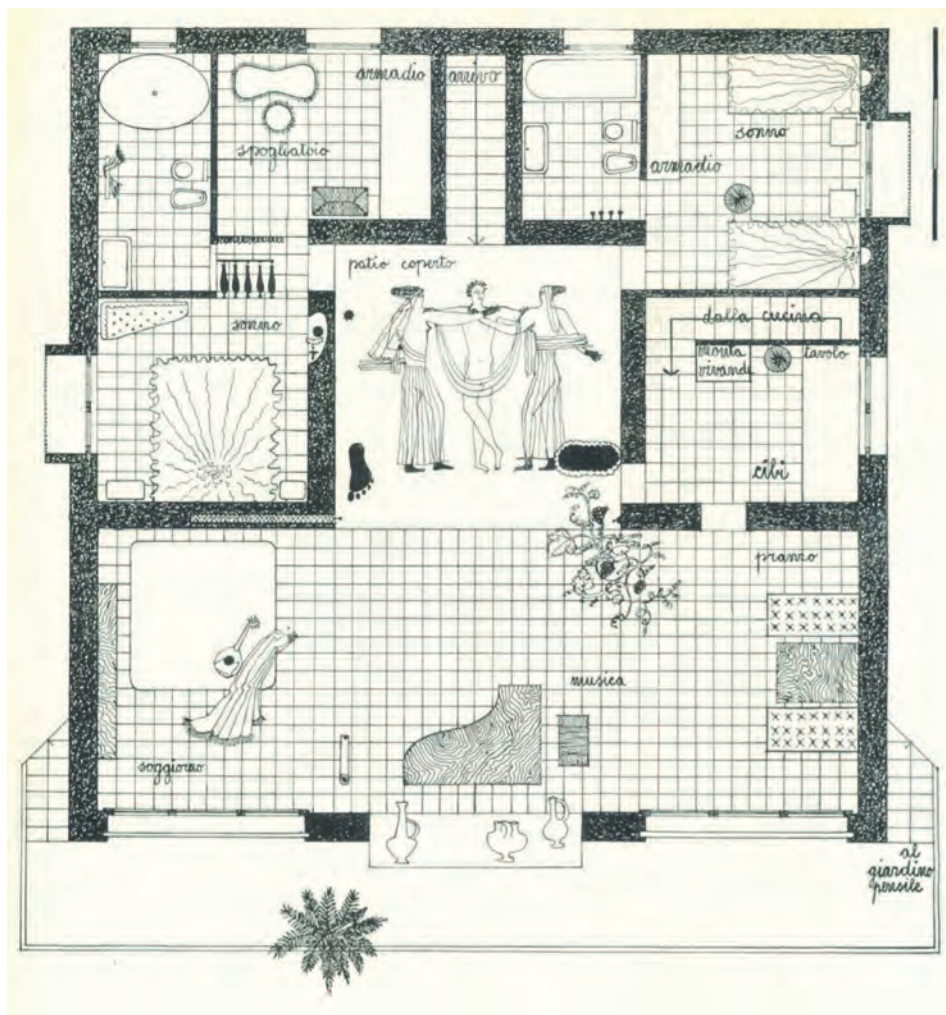 armadio
arrivo
sonno
spogliatoio
armadio
patio coperto
sonno
dalla cucina
monta
vivande
tavolo
cibi
pranzo
musica
soggiorno
al
giardino
pensile